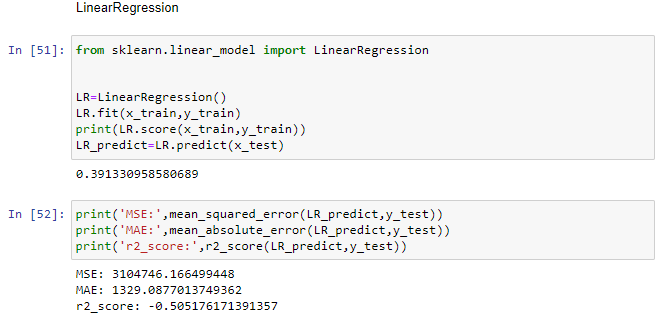 LinearRegression
In [51]: from sklearn.linear_model import LinearRegression
LR=LinearRegression()
LR.fit(x_train,y_train)
print(LR.score(x_train,y_train))
LR_predict=LR.predict(x_test)
0.391330958580689
In [52]: print('MSE:',mean_squared_error(LR_predict,y_test))
print('MAE:',mean_absolute_error(LR_predict,y_test))
print('r2_score:',r2_score(LR_predict,y_test))
MSE: 3104746.166499448
MAE: 1329.0877013749362
r2_score: -0.505176171391357